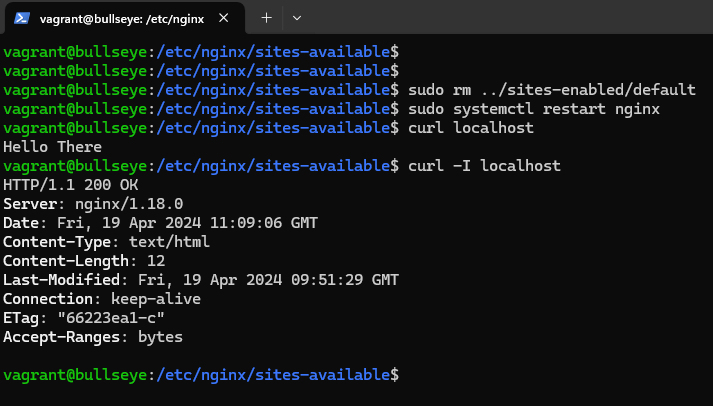 vagrant@bullseye: /etc/nginx
vagrant@bullseye:/etc/nginx/sites-available$
vagrant@bullseye:/etc/nginx/sites-available$
vagrant@bullseye:/etc/nginx/sites-available$ sudo rm ../sites-enabled/default
vagrant@bullseye:/etc/nginx/sites-available$ sudo systemctl restart nginx
vagrant@bullseye:/etc/nginx/sites-available$ curl localhost
Hello There
vagrant@bullseye:/etc/nginx/sites-available$ curl -I localhost
HTTP/1.1 200 OK
Server: nginx/1.18.0
Date: Fri, 19 Apr 2024 11:09:06 GMT
Content-Type: text/html
Content-Length: 12
Last-Modified: Fri, 19 Apr 2024 09:51:29 GMT
Connection: keep-alive
ETag: "66223ea1-c"
Accept-Ranges: bytes
vagrant@bullseye:/etc/nginx/sites-available$